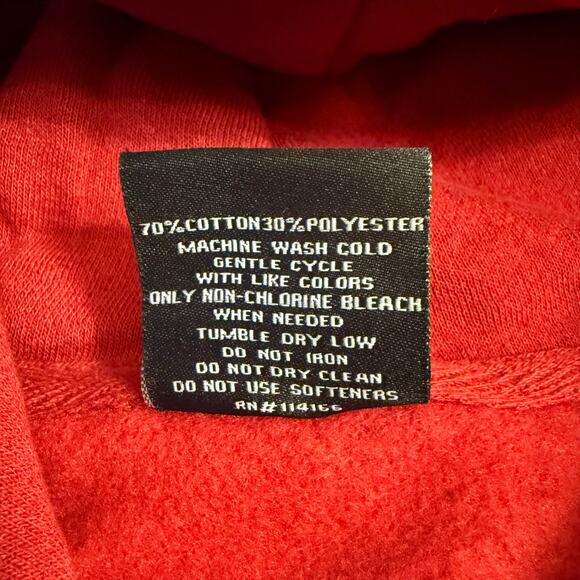 70%COTTON30%POLYESTER
MACHINE WASH COLD
GENTLE CYCLE
WITH LIKE COLORS
ONLY NON-CHLORINE BLEACH
WHEN NEEDED
TUMBLE DRY LOW
DO NOT IRON
DO NOT DRY CLEAN
DO NOT USE SOFTENERS
RN#114166